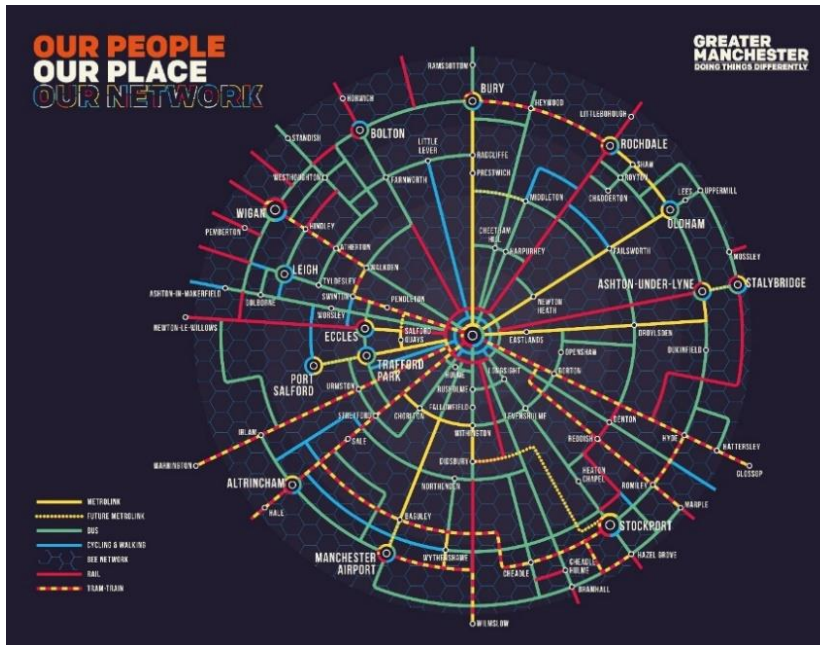 OUR PEOPLE
OUR PLACE
OUR NETWORK
GREATER
MANCHESTER
DOING THINGS DIFFERENTLY
RAMSBOTTOM
BURY
HEYWOOD
LITTLEBOROUGH
HORWICH
BOLTON
LITTLE
LEVER
RADCLIFFE
PRESTWICH
ROCHDALE
STANDISH
WESTHOUGHTON
FARNWORTH
SHAW
ROYTON
CHADDERTON
LEES
UPPERMILL
MIDDLETON
OLDHAM
WIGAN
PEMBERTON
HINDLEY
ATHERTON
WALKDEN
CHEETHAM
HILL
HARPURHEY
FAILSWORTH
MOSSLEY
LEIGH
TYLDESLEY
SWINTON
PENDLETON
NEWTON
HEATH
ASHTON-UNDER-LYNE
STALYBRIDGE
ASHTON-IN-MAKERFIELD
GOLBORNE
WORSLEY
NEWTON-LE-WILLOWS
ECCLES
SALFORD
QUAYS
EASTLANDS
DROYLSDEN
TRAFFORD
PARK
OPENSHAW
DUKINFIELD
PORT
SALFORD
HULME
LONGSIGHT
GORTON
URMSTON
RUSHOLME
STRETFORD
CHORLTON
FALLOWFIELD
LEVENSHULME
DENTON
IRLAM
SALE
WITHINGTON
REDDISH
HYDE
HATTERSLEY
WARRINGTON
DIDSBURY
GLOSSOP
ALTRINCHAM
NORTHENDEN
HEATON
CHAPEL
ROMILEY
HALE
BAGULEY
STOCKPORT
MARPLE
MANCHESTER
AIRPORT
WYTHENSHAWE
CHEADLE
CHEADLE
HULME
HAZEL GROVE
BRAMHALL
WILMSLOW
METROLINK
FUTURE METROLINK
BUS
CYCLING & WALKING
BEE NETWORK
RAIL
TRAM-TRAIN